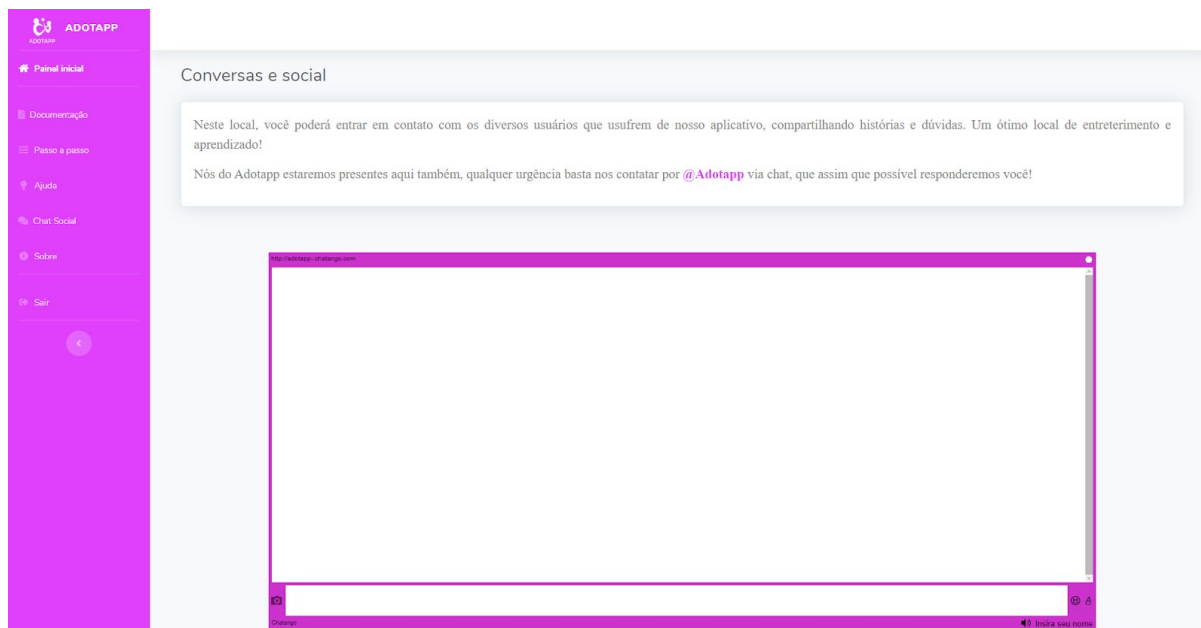 ADOTAPP
ADOTAPP
Painel inicial
Documentação
Passo a passo
Ajuda
Chat Social
Sobre
Sair
Conversas e social
Neste local, você poderá entrar em contato com os diversos usuários que usufrem de nosso aplicativo, compartilhando histórias e dúvidas. Um ótimo local de entreterimento e
aprendizado!
Nós do Adotapp estaremos presentes aqui também, qualquer urgência basta nos contatar por @Adotapp via chat, que assim que possível responderemos você!
http://adotapp-.chatango.com
Chatango
Insira seu nome